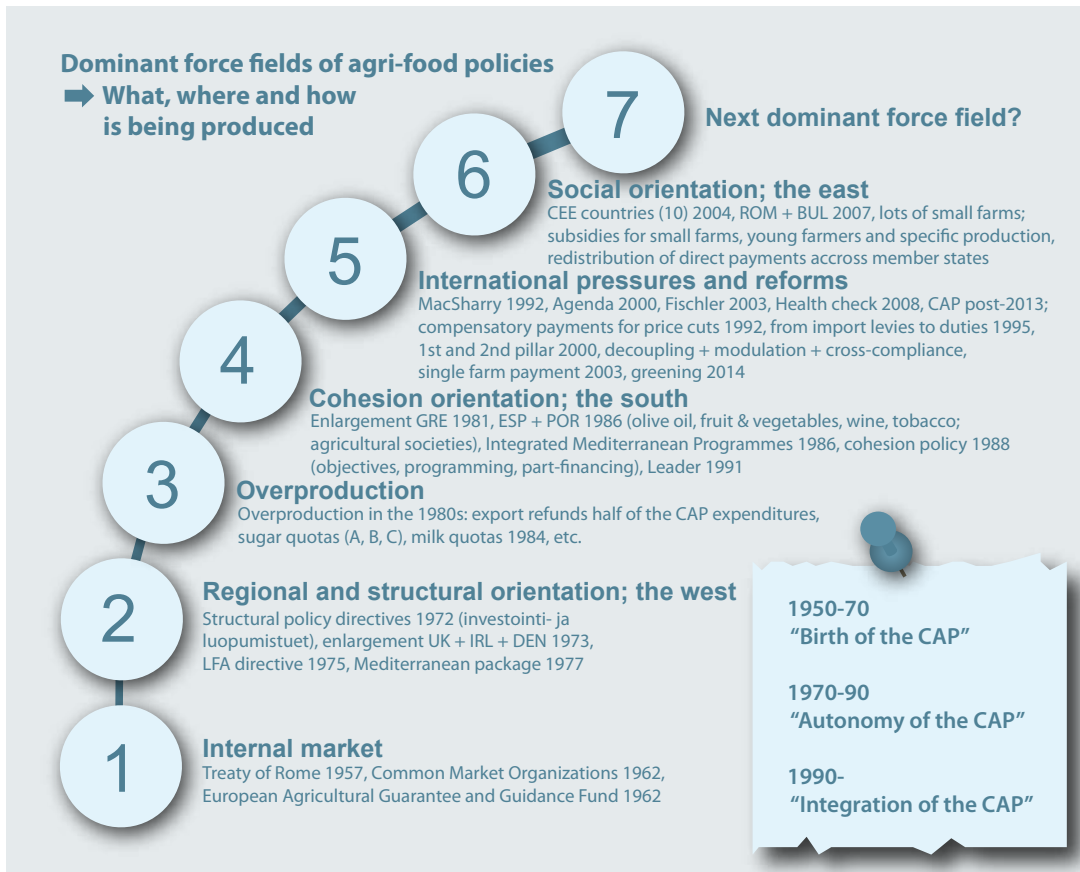 Dominant force fields of agri-food policies
What, where and how
is being produced
7
Next dominant force field?
6
Social orientation; the east
CEE countries (10) 2004, ROM + BUL 2007, lots of small farms;
subsidies for small farms, young farmers and specific production,
redistribution of direct payments accross member states
5
International pressures and reforms
MacSharry 1992, Agenda 2000, Fischler 2003, Health check 2008, CAP post-2013;
compensatory payments for price cuts 1992, from import levies to duties 1995,
1st and 2nd pillar 2000, decoupling + modulation + cross-compliance,
single farm payment 2003, greening 2014
4
Cohesion orientation; the south
Enlargement GRE 1981, ESP + POR 1986 (olive oil, fruit & vegetables, wine, tobacco;
agricultural societies), Integrated Mediterranean Programmes 1986, cohesion policy 1988
(objectives, programming, part-financing), Leader 1991
3
Overproduction
Overproduction in the 1980s: export refunds half of the CAP expenditures,
sugar quotas (A, B, C), milk quotas 1984, etc.
2
Regional and structural orientation; the west
Structural policy directives 1972 (investointi- ja
luopumistuet), enlargement UK + IRL + DEN 1973,
LFA directive 1975, Mediterranean package 1977
1
Internal market
Treaty of Rome 1957, Common Market Organizations 1962,
European Agricultural Guarantee and Guidance Fund 1962
1950-70
“Birth of the CAP”
1970-90
“Autonomy of the CAP”
1990-
“Integration of the CAP”